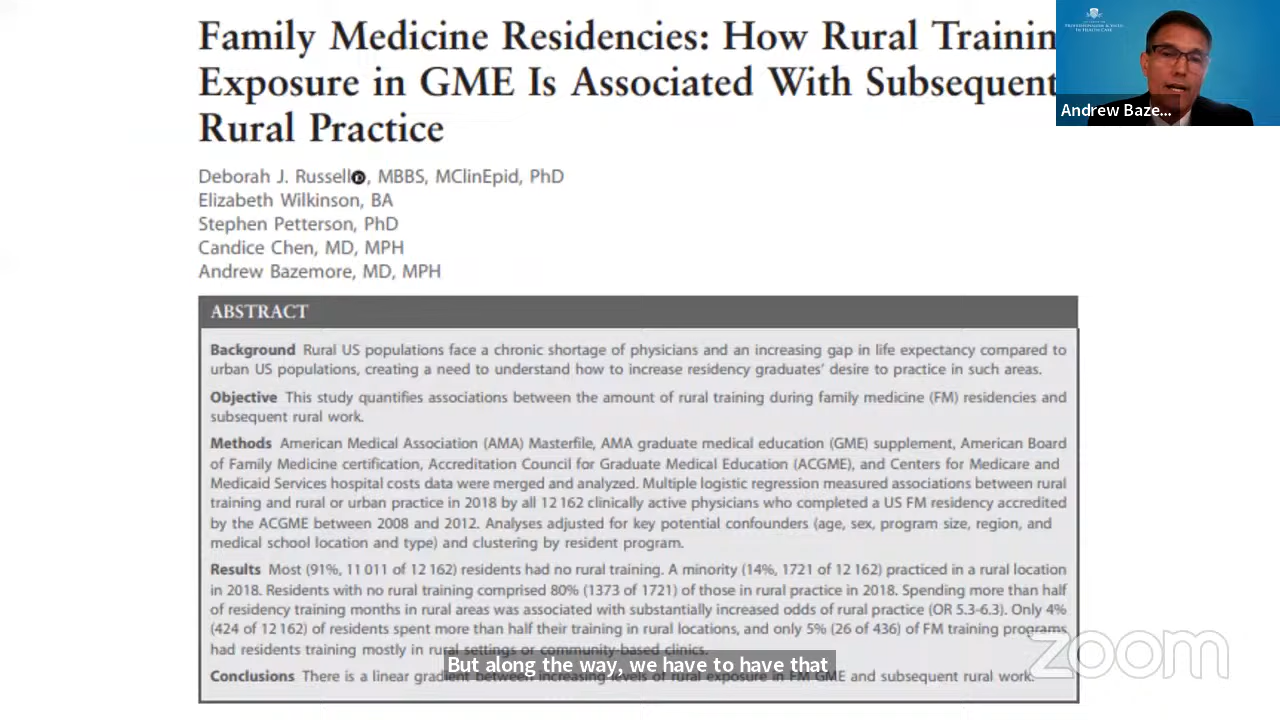 Family Medicine Residencies: How Rural Trainin
Exposure in GME Is Associated With Subsequent
Rural Practice
Andrew Baze...
Deborah J. Russell, MBBS, MClinEpid, PhD
Elizabeth Wilkinson, BA
Stephen Petterson, PhD
Candice Chen, MD, MPH
Andrew Bazemore, MD, MPH
ABSTRACT
Background Rural US populations face a chronic shortage of physicians and an increasing gap in life expectancy compared to
urban US populations, creating a need to understand how to increase residency graduates' desire to practice in such areas.
Objective This study quantifies associations between the amount of rural training during family medicine (FM) residencies and
subsequent rural work.
Methods American Medical Association (AMA) Masterfile, AMA graduate medical education (GME) supplement, American Board
of Family Medicine certification, Accreditation Council for Graduate Medical Education (ACGME), and Centers for Medicare and
Medicaid Services hospital costs data were merged and analyzed. Multiple logistic regression measured associations between rural
training and rural or urban practice in 2018 by all 12 162 clinically active physicians who completed a US FM residency accredited
by the ACGME between 2008 and 2012. Analyses adjusted for key potential confounders (age, sex, program size, region, and
medical school location and type) and clustering by resident program.
Results Most (91%, 11 011 of 12 162) residents had no rural training. A minority (14%, 1721 of 12 162) practiced in a rural location
in 2018. Residents with no rural training comprised 80% (1373 of 1721) of those in rural practice in 2018. Spending more than half
of residency training months in rural areas was associated with substantially increased odds of rural practice (OR 5.3-6.3). Only 4%
(424 of 12 162) of residents spent more than half their training in rural locations, and only 5% (26 of 436) of FM training programs
had residents training mostly in rural settings or community-based clinics.
But along the way, we have to have that
Conclusions There is a linear gradient between increasing levels of rural exposure in FM GME and subsequent rural work.
zoom